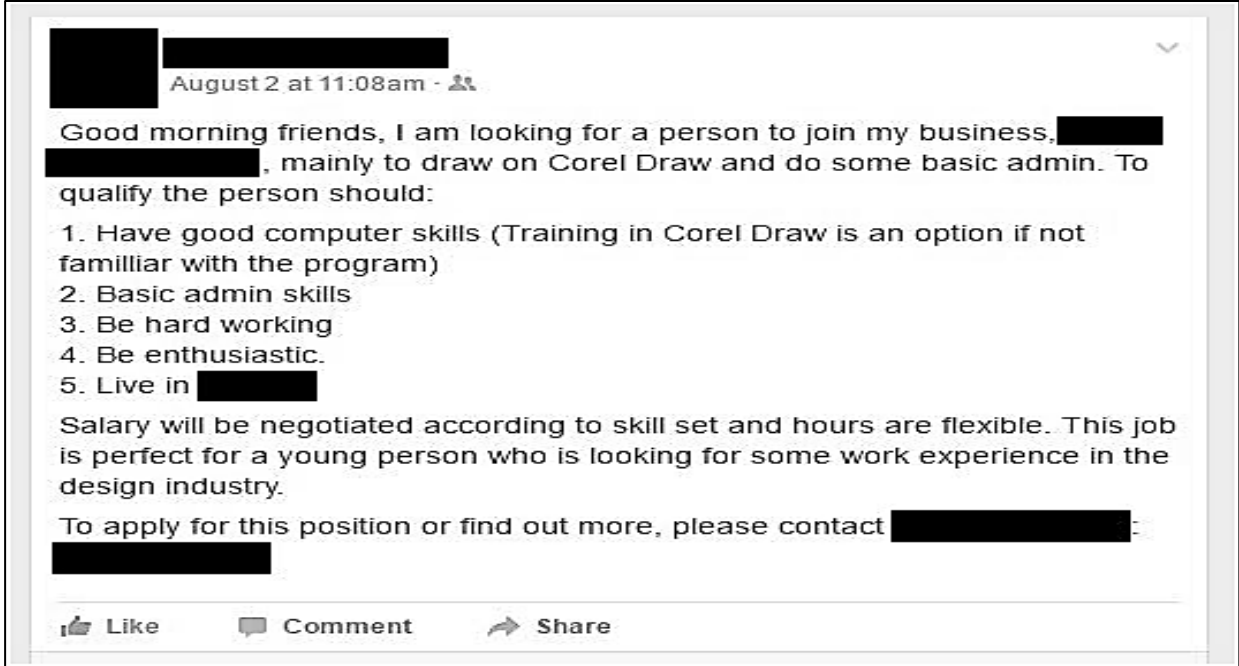 August 2 at 11:08am ·
Good morning friends, I am looking for a person to join my business,
, mainly to draw on Corel Draw and do some basic admin. To
qualify the person should:
1. Have good computer skills (Training in Corel Draw is an option if not
familliar with the program)
2. Basic admin skills
3. Be hard working
4. Be enthusiastic.
5. Live in
Salary will be negotiated according to skill set and hours are flexible. This job
is perfect for a young person who is looking for some work experience in the
design industry.
To apply for this position or find out more, please contact :
Like Comment Share